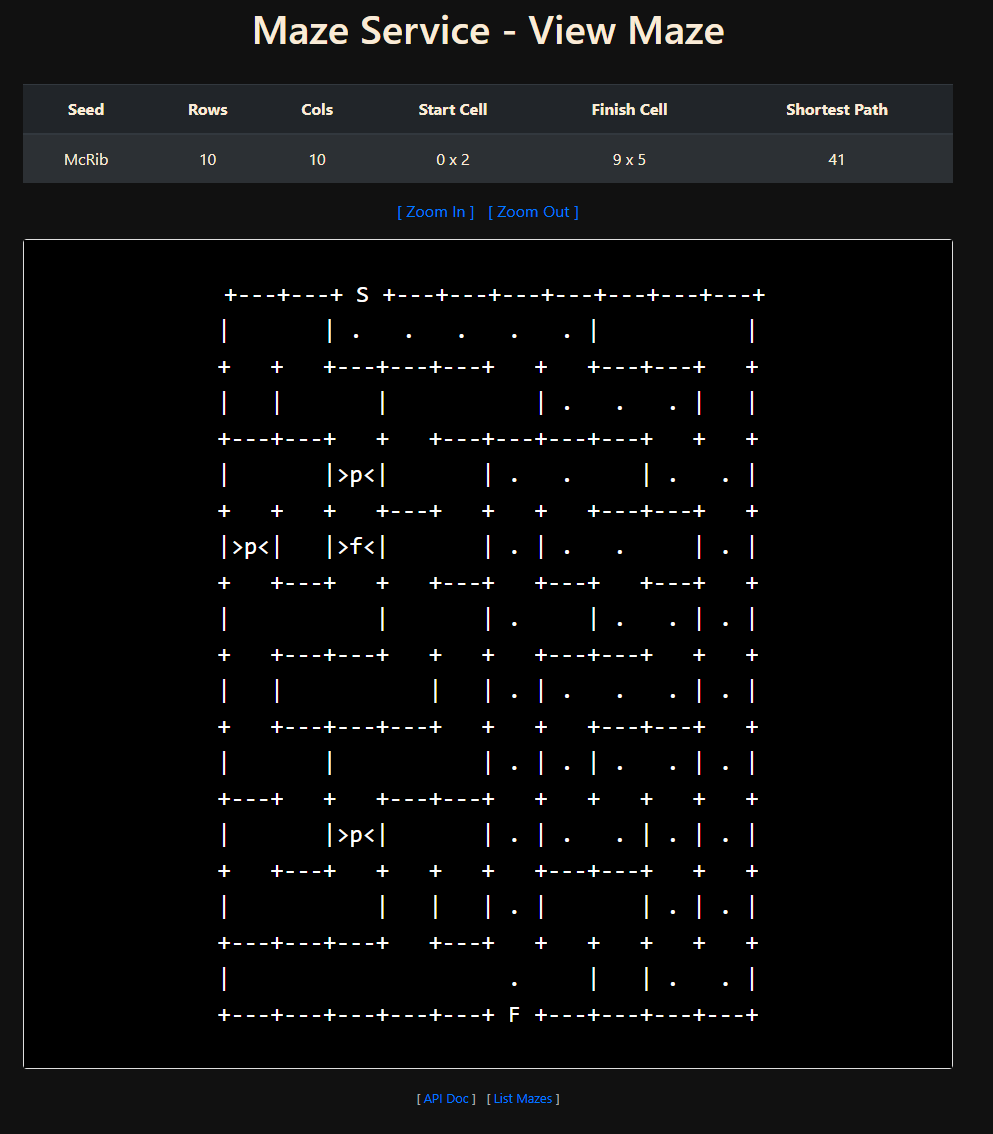 Maze Service - View Maze
Seed Rows Cols Start Cell Finish Cell Shortest Path
McRib 10 10 0 x 2 9 x 5 41
[ Zoom In ] [ Zoom Out ]
+---+---+ S +---+---+---+---+---+---+---+
|       | .   .   .   .   . |           |
+   +   +---+---+---+   +   +---+---+   +
|   |       |           | .   .   . |   |
+---+---+   +   +---+---+---+---+   +   +
|       |>p<|       | .   .     | .   . |
+   +   +   +---+   +   +   +---+---+   +
|>p<|   |>f<|       | . | .   .     | . |
+   +---+   +   +---+   +---+   +---+   +
|           |       | .     | .   . | . |
+   +---+---+   +   +   +---+---+   +   +
|   |           |   | . | .   .   . | . |
+   +---+---+---+   +   +   +---+---+   +
|       |           | . | . | .   . | . |
+---+   +   +---+---+   +   +   +   +   +
|       |>p<|       | . | .   . | . | . |
+   +---+   +   +   +   +---+---+   +   +
|           |   |   | . |       | . | . |
+---+---+---+   +---+   +   +   +   +   +
|                     .     |   | .   . |
+---+---+---+---+---+ F +---+---+---+---+
[ API Doc ] [ List Mazes ]